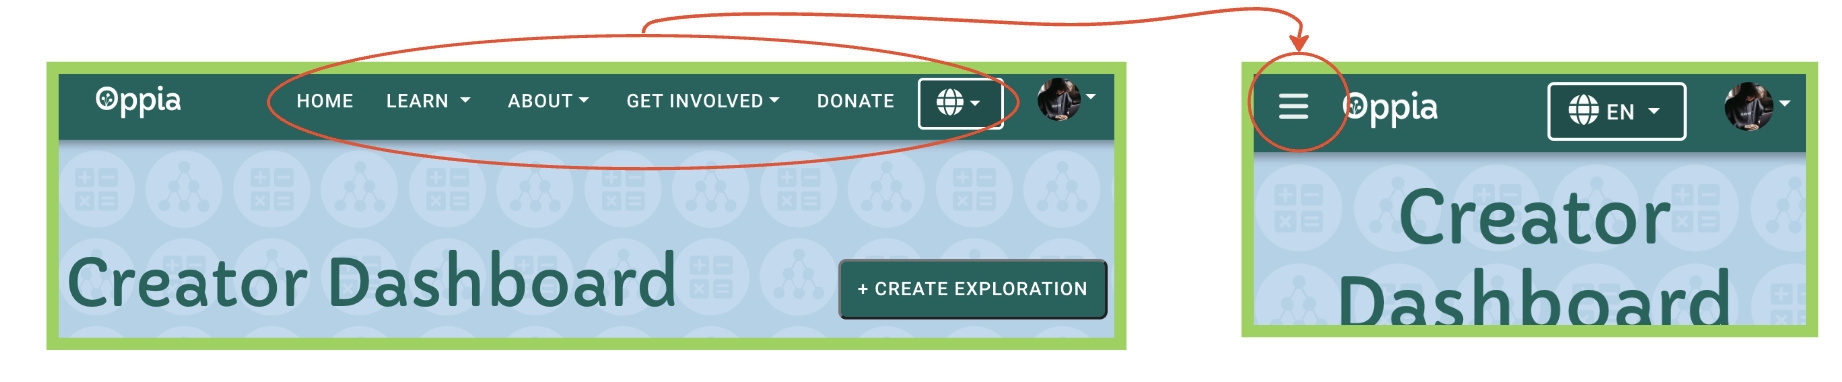 Oppia HOME LEARN ABOUT GET INVOLVED DONATE
Creator Dashboard
+ CREATE EXPLORATION
Oppia EN
Creator
Dashboard